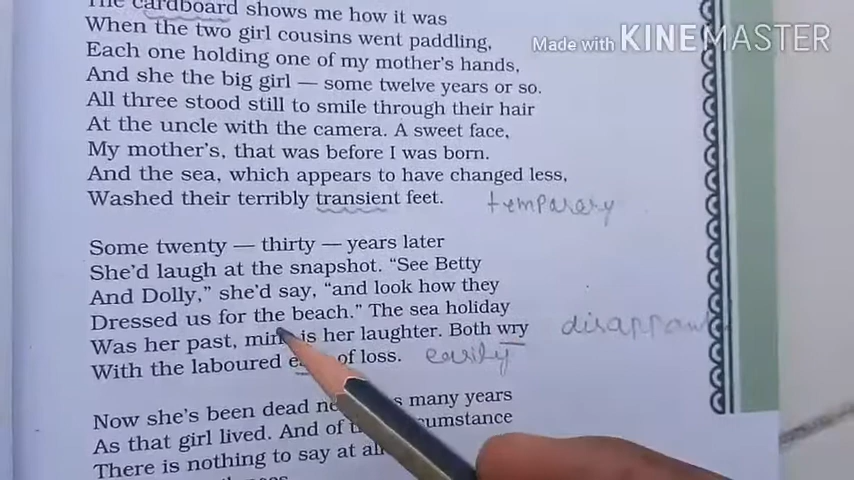 The cardboard shows me how it was
Made with KINEMASTER
When the two girl cousins went paddling,
Each one holding one of my mother's hands,
And she the big girl — some twelve years or so.
All three stood still to smile through their hair
At the uncle with the camera. A sweet face,
My mother's, that was before I was born.
And the sea, which appears to have changed less,
Washed their terribly transient feet. temparery
Some twenty — thirty — years later
She'd laugh at the snapshot. "See Betty
And Dolly," she'd say, "and look how they
Dressed us for the beach." The sea holiday
Was her past, mine is her laughter. Both wry
With the laboured of loss. easily
Now she's been dead many years
As that girl lived. And of
There is nothing to say at